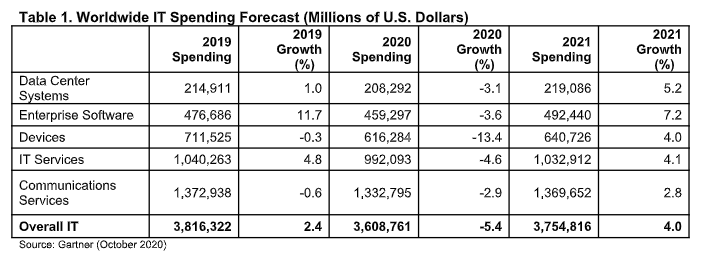 Table 1. Worldwide IT Spending Forecast (Millions of U.S. Dollars)
2019 Spending 2019 Growth (%) 2020 Spending 2020 Growth (%) 2021 Spending 2021 Growth (%)
Data Center Systems 214,911 1.0 208,292 -3.1 219,086 5.2
Enterprise Software 476,686 11.7 459,297 -3.6 492,440 7.2
Devices 711,525 -0.3 616,284 -13.4 640,726 4.0
IT Services 1,040,263 4.8 992,093 -4.6 1,032,912 4.1
Communications Services 1,372,938 -0.6 1,332,795 -2.9 1,369,652 2.8
Overall IT 3,816,322 2.4 3,608,761 -5.4 3,754,816 4.0
Source: Gartner (October 2020)